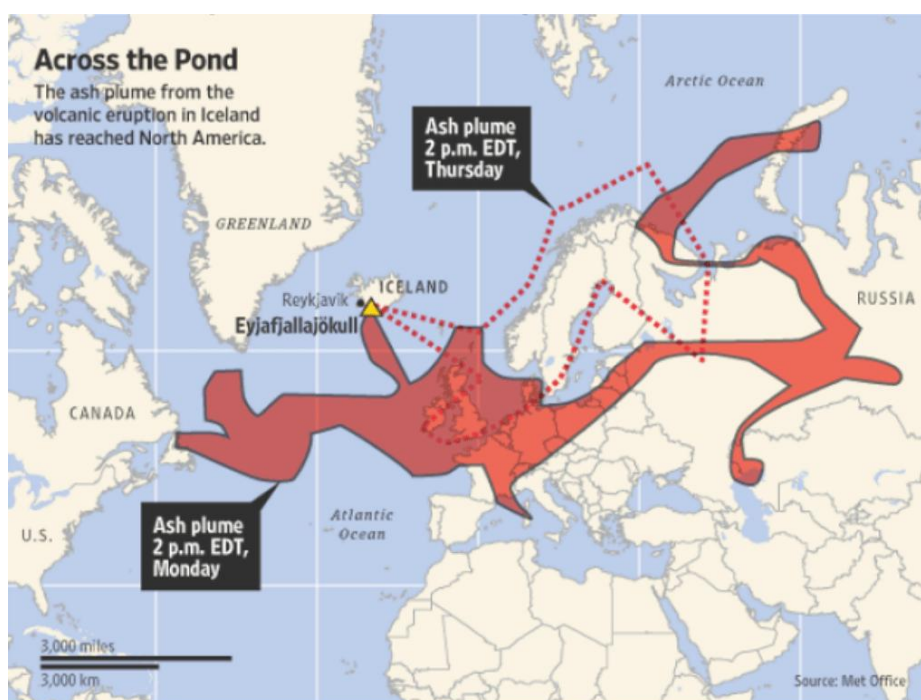 Across the Pond
The ash plume from the
volcanic eruption in Iceland
has reached North America.
Arctic Ocean
Ash plume
2 p.m. EDT,
Thursday
GREENLAND
ICELAND
Reykjavik
Eyjafjallajökull
RUSSIA
CANADA
Ash plume
2 p.m. EDT,
Monday
Atlantic
Ocean
U.S.
3,000 miles
3,000 km
Source: Met Office